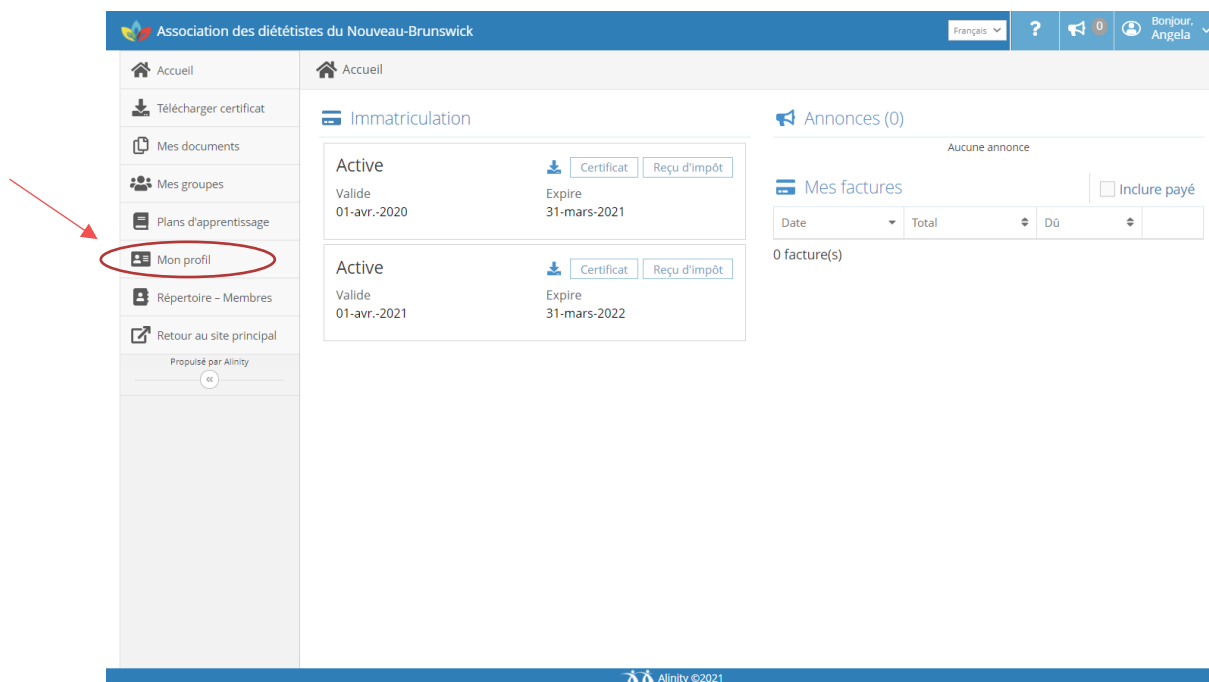 Association des diététistes du Nouveau-Brunswick
Français
?
0
Bonjour,
Angela
Accueil
Télécharger certificat
Mes documents
Mes groupes
Plans d'apprentissage
Mon profil
Répertoire – Membres
Retour au site principal
Propulsé par Alinity
«
Accueil
Immatriculation
Active
Certificat
Reçu d'impôt
Valide
Expire
01-avr.-2020
31-mars-2021
Active
Certificat
Reçu d'impôt
Valide
Expire
01-avr.-2021
31-mars-2022
Annonces (0)
Aucune annonce
Mes factures
Inclure payé
Date
Total
Dû
0 facture(s)
Alinity ©2021